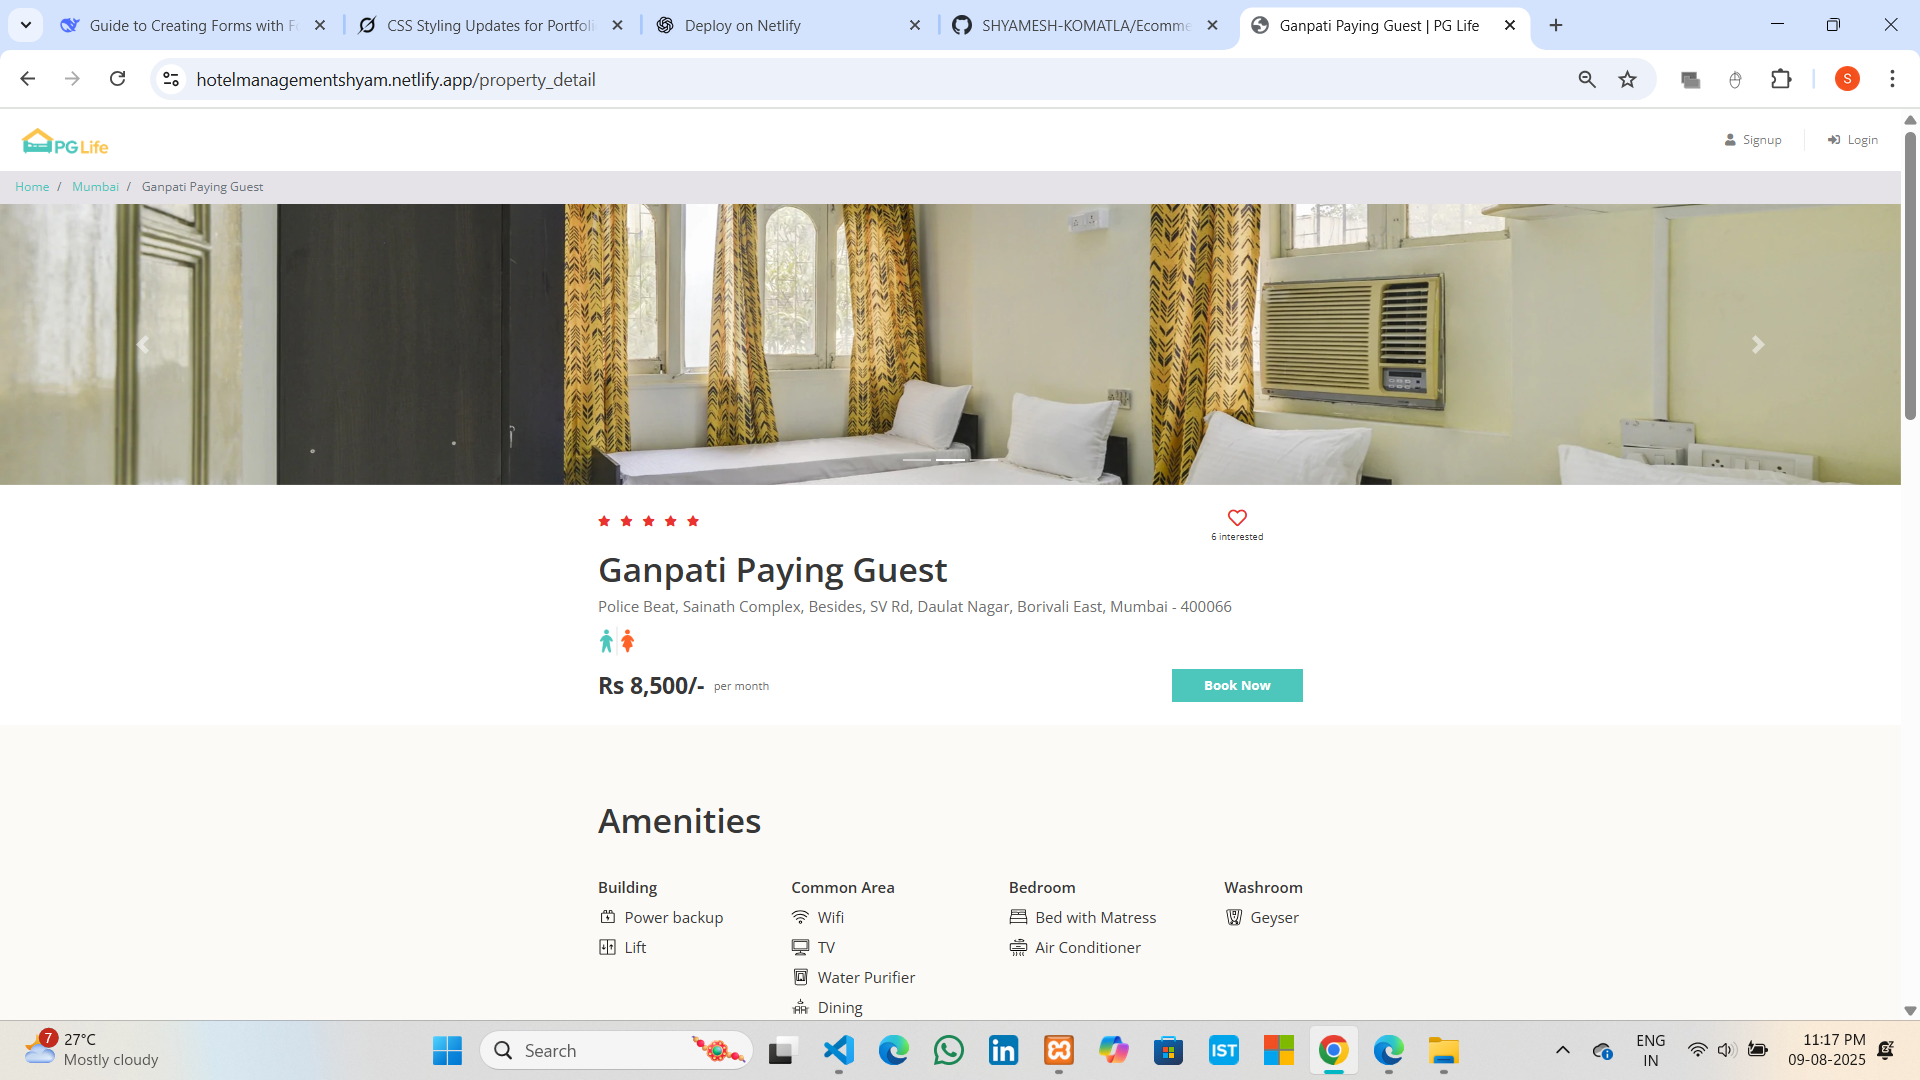 Guide to Creating Forms with F
CSS Styling Updates for Portfoli
Deploy on Netlify
SHYAMESH-KOMATLA/Ecomme
Ganpati Paying Guest | PG Life
hotelmanagementshyam.netlify.app/property_detail
S
PG Life
Signup
Login
Home / Mumbai / Ganpati Paying Guest
6 interested
Ganpati Paying Guest
Police Beat, Sainath Complex, Besides, SV Rd, Daulat Nagar, Borivali East, Mumbai - 400066
Rs 8,500/- per month
Book Now
Amenities
Building
Power backup
Lift
Common Area
Wifi
TV
Water Purifier
Dining
Bedroom
Bed with Matress
Air Conditioner
Washroom
Geyser
7
27°C
Mostly cloudy
Search
IST
ENG
IN
11:17 PM
09-08-2025